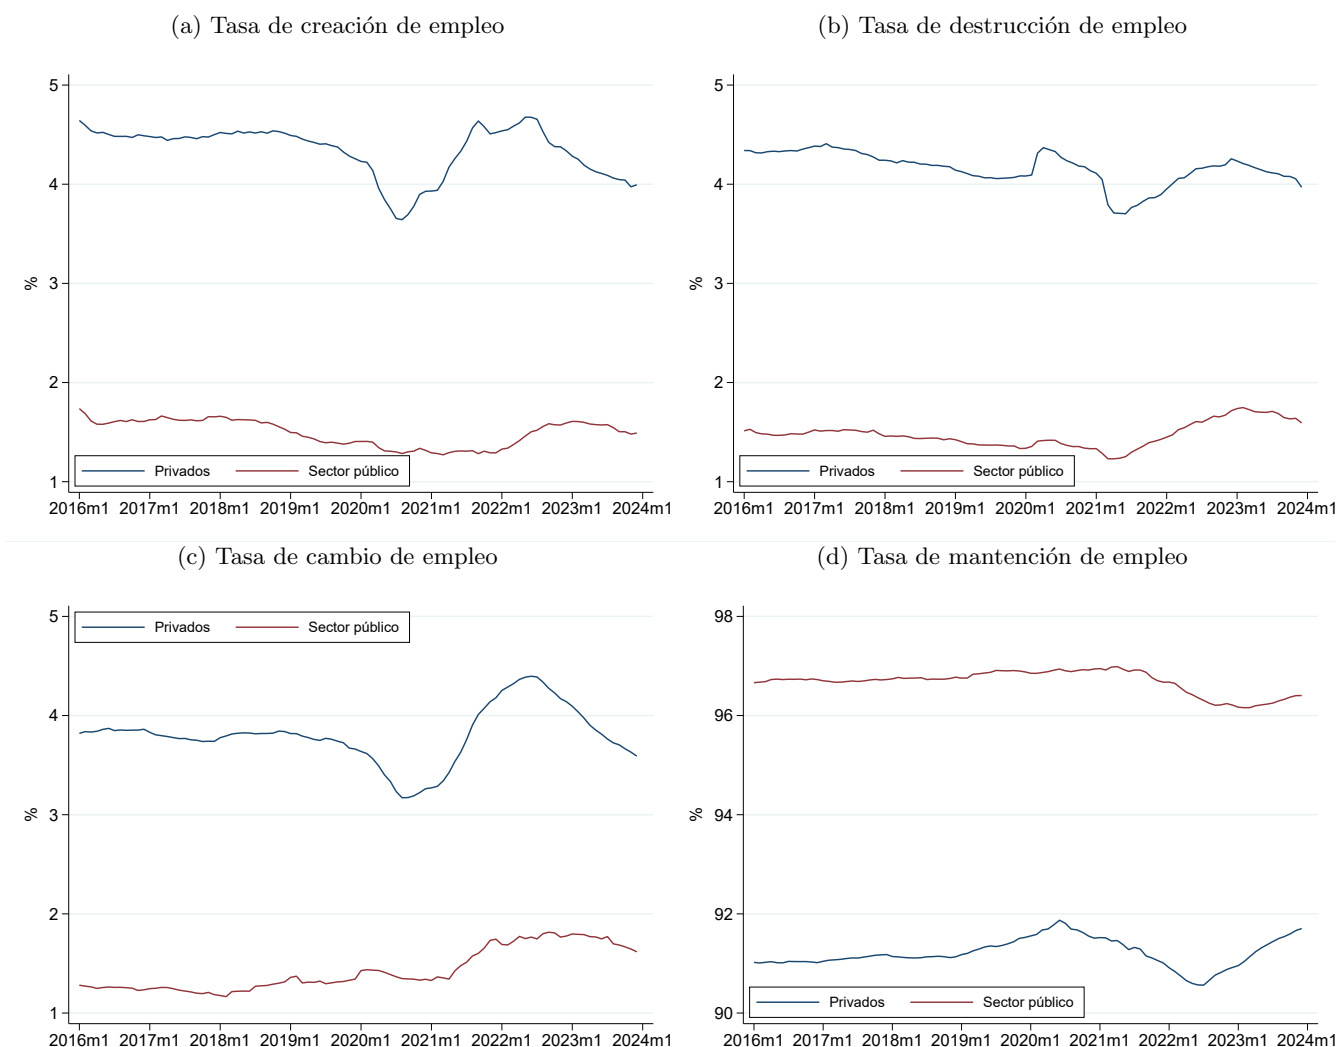 (a) Tasa de creación de empleo
5
4
3
2
1
%
Privados Sector público
2016m1 2017m1 2018m1 2019m1 2020m1 2021m1 2022m1 2023m1 2024m1
(b) Tasa de destrucción de empleo
5
4
3
2
1
%
Privados Sector público
2016m1 2017m1 2018m1 2019m1 2020m1 2021m1 2022m1 2023m1 2024m1
(c) Tasa de cambio de empleo
5
4
3
2
1
%
Privados Sector público
2016m1 2017m1 2018m1 2019m1 2020m1 2021m1 2022m1 2023m1 2024m1
(d) Tasa de mantención de empleo
98
96
94
92
90
%
Privados Sector público
2016m1 2017m1 2018m1 2019m1 2020m1 2021m1 2022m1 2023m1 2024m1